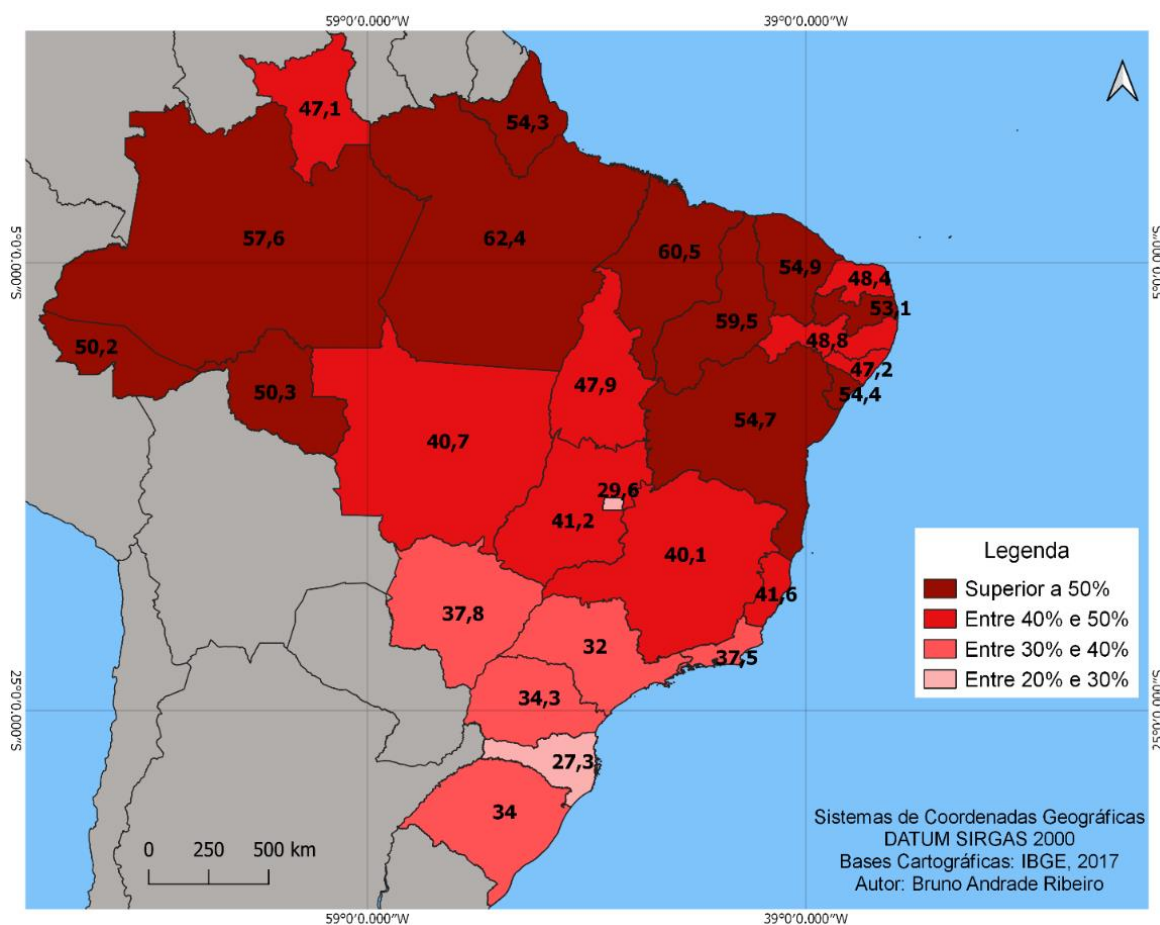 59°0'0.000"W
39°0'0.000"W
47,1
54,3
5°0'0.000"S
5°0'0.000"S
57,6
62,4
60,5
54,9
48,4
53,1
59,5
48,8
50,2
47,2
50,3
47,9
54,4
54,7
40,7
29,6
41,2
40,1
Legenda
Superior a 50%
Entre 40% e 50%
Entre 30% e 40%
Entre 20% e 30%
41,6
37,8
32
37,5
34,3
25°0'0.000"S
25°0'0.000"S
27,3
34
Sistemas de Coordenadas Geográficas
DATUM SIRGAS 2000
Bases Cartográficas: IBGE, 2017
Autor: Bruno Andrade Ribeiro
0 250 500 km
59°0'0.000"W
39°0'0.000"W